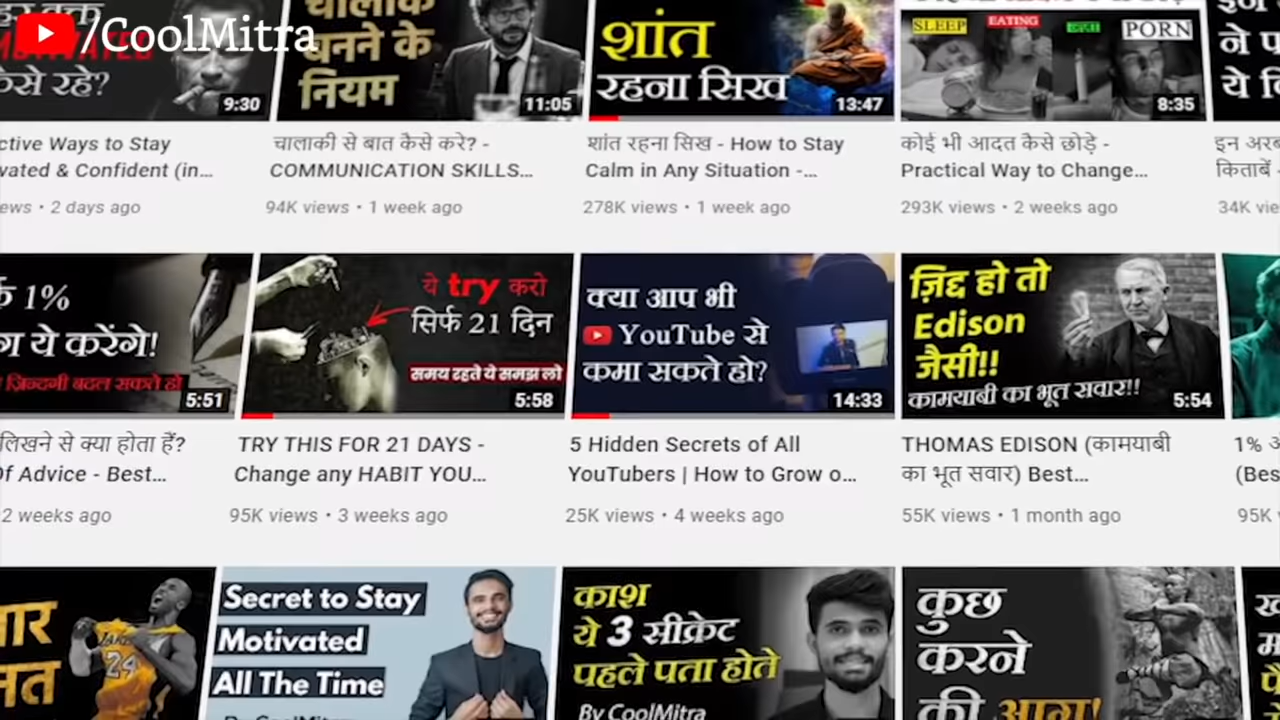 /CoolMitra
MOTIVATED
कैसे रहे?
9:30
चालाक
बनने के
नियम
11:05
शांत
रहना सिख
13:47
SLEEP
EATING
PORN
8:35
ctive Ways to Stay
vated & Confident (in...
ews • 2 days ago
चालाकी से बात कैसे करे? -
COMMUNICATION SKILLS...
94K views • 1 week ago
शांत रहना सिख - How to Stay
Calm in Any Situation -...
278K views • 1 week ago
कोई भी आदत कैसे छोड़े -
Practical Way to Change...
293K views • 2 weeks ago
इन अरब
किताबें -
34K vie
1%
ग ये करेंगे!
ज़िन्दगी बदल सकते हो
5:51
ये try करो
सिर्फ 21 दिन
समय रहते ये समझ लो
5:58
क्या आप भी
YouTube से
कमा सकते हो?
14:33
ज़िद्द हो तो
Edison
जैसी!!
कामयाबी का भूत सवार!!
5:54
लिखने से क्या होता हैं?
Of Advice - Best...
2 weeks ago
TRY THIS FOR 21 DAYS -
Change any HABIT YOU...
95K views • 3 weeks ago
5 Hidden Secrets of All
YouTubers | How to Grow o...
25K views • 4 weeks ago
THOMAS EDISON (कामयाबी
का भूत सवार) Best...
55K views • 1 month ago
1%
(Bes
95K
24
Secret to Stay
Motivated
All The Time
By CoolMitra
काश
ये 3 सीक्रेट
पहले पता होते
By CoolMitra
कुछ
करने
की आग!